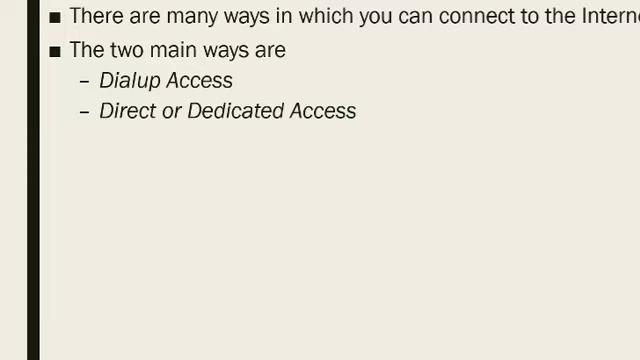 ■ There are many ways in which you can connect to the Intern
■ The two main ways are
– Dialup Access
– Direct or Dedicated Access